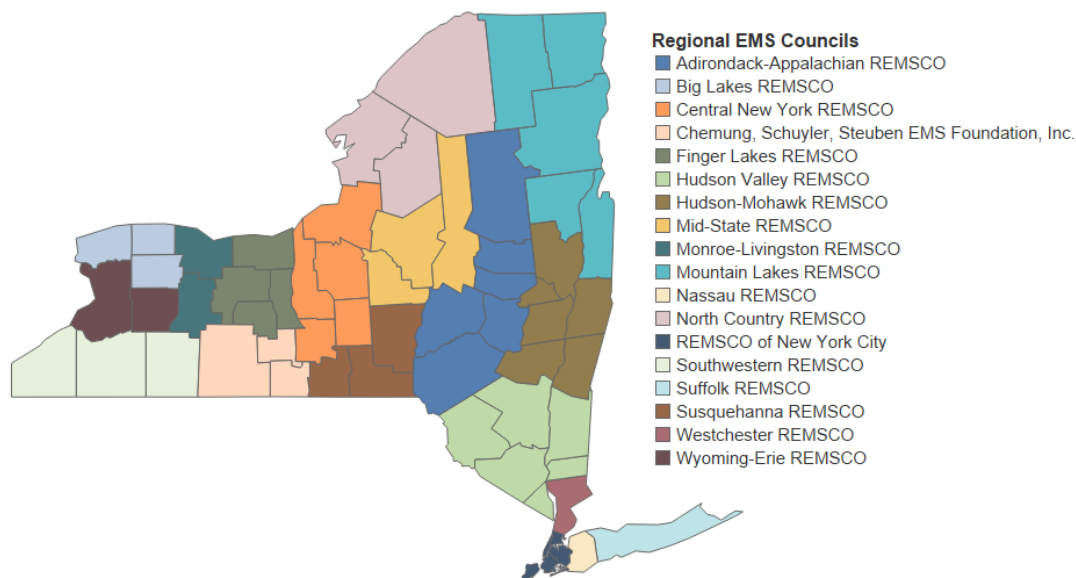 Regional EMS Councils
Adirondack-Appalachian REMSCO
Big Lakes REMSCO
Central New York REMSCO
Chemung, Schuyler, Steuben EMS Foundation, Inc.
Finger Lakes REMSCO
Hudson Valley REMSCO
Hudson-Mohawk REMSCO
Mid-State REMSCO
Monroe-Livingston REMSCO
Mountain Lakes REMSCO
Nassau REMSCO
North Country REMSCO
REMSCO of New York City
Southwestern REMSCO
Suffolk REMSCO
Susquehanna REMSCO
Westchester REMSCO
Wyoming-Erie REMSCO